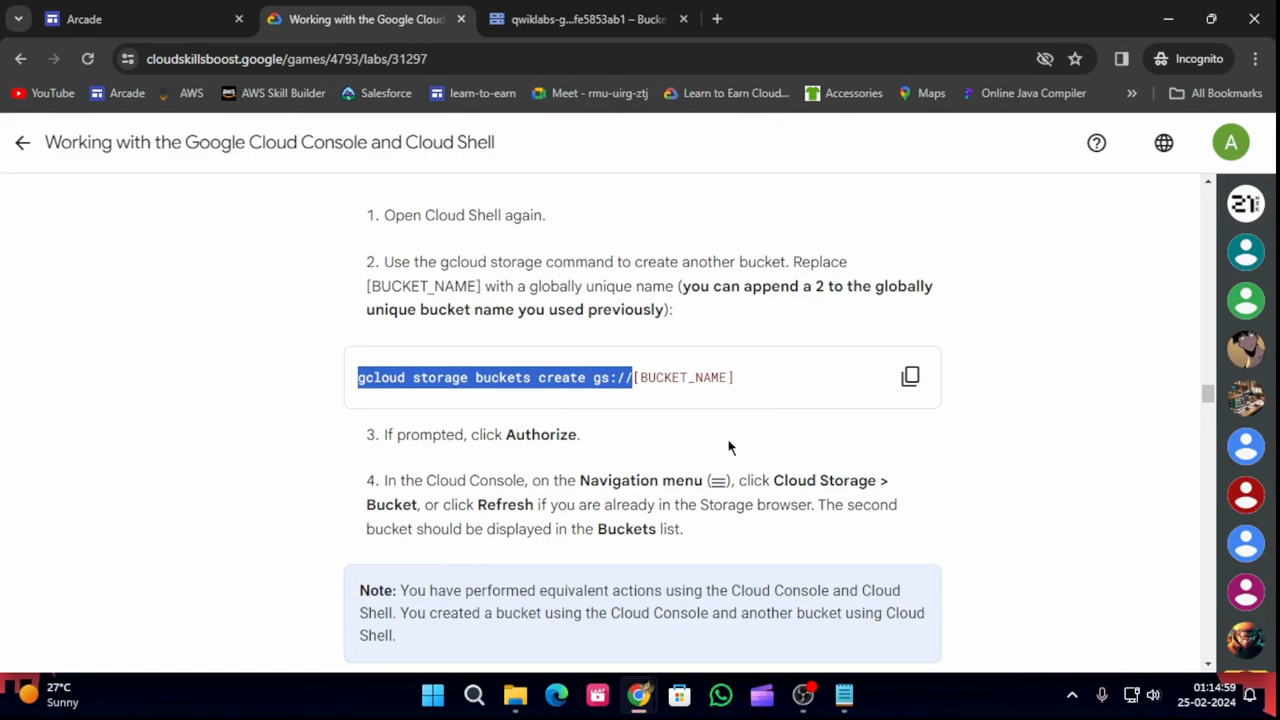 Arcade
Working with the Google Cloud
qwiklabs-g...fe5853ab1 – Bucke
cloudskillsboost.google/games/4793/labs/31297
Incognito
YouTube
Arcade
AWS
AWS Skill Builder
Salesforce
learn-to-earn
Meet - rmu-uirg-ztj
Learn to Earn Cloud...
Accessories
Maps
Online Java Compiler
All Bookmarks
Working with the Google Cloud Console and Cloud Shell
A
1. Open Cloud Shell again.
2. Use the gcloud storage command to create another bucket. Replace
[BUCKET_NAME] with a globally unique name (you can append a 2 to the globally
unique bucket name you used previously):
gcloud storage buckets create gs://[BUCKET_NAME]
3. If prompted, click Authorize.
4. In the Cloud Console, on the Navigation menu (≡), click Cloud Storage >
Bucket, or click Refresh if you are already in the Storage browser. The second
bucket should be displayed in the Buckets list.
Note: You have performed equivalent actions using the Cloud Console and Cloud
Shell. You created a bucket using the Cloud Console and another bucket using Cloud
Shell.
27°C
Sunny
01:14:59
25-02-2024